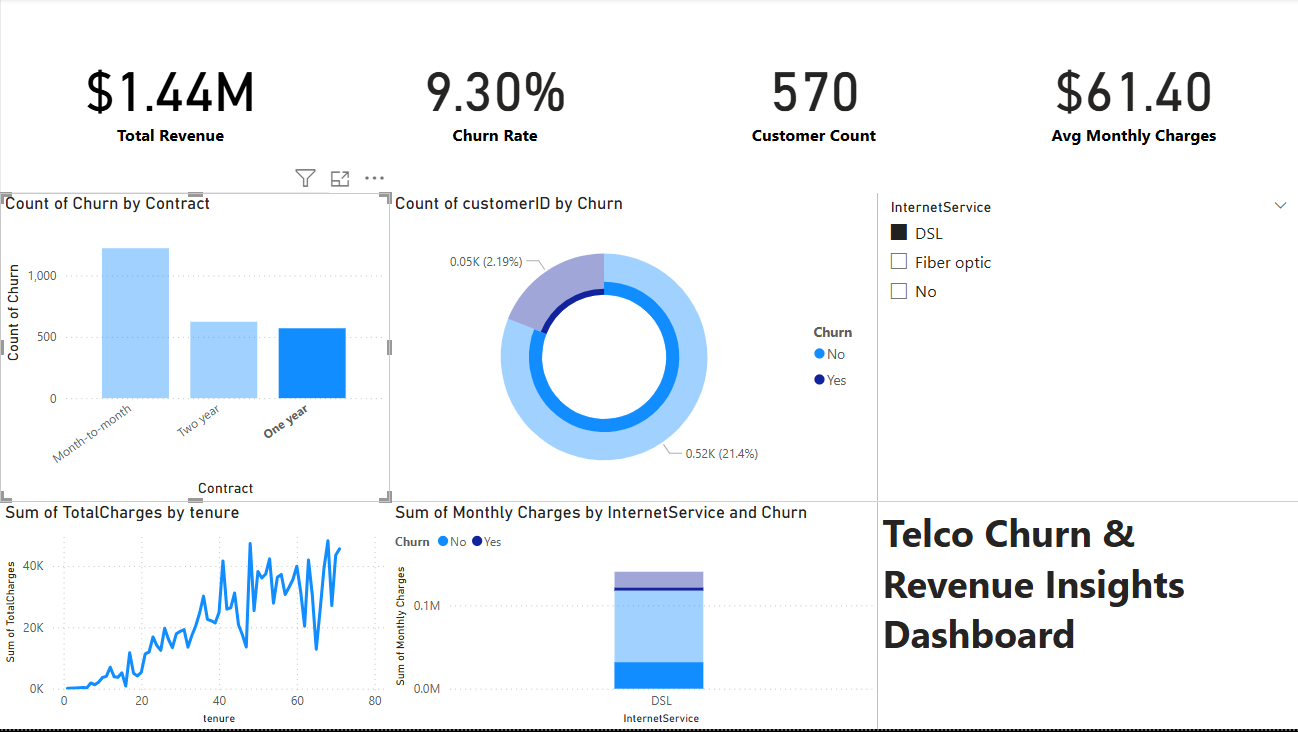 $1.44M
Total Revenue
9.30%
Churn Rate
570
Customer Count
$61.40
Avg Monthly Charges
Count of Churn by Contract
Count of Churn
1,000
500
0
Month-to-month
Two year
One year
Contract
Count of customerID by Churn
0.05K (2.19%)
0.52K (21.4%)
Churn
No
Yes
InternetService
DSL
Fiber optic
No
Sum of TotalCharges by tenure
Sum of TotalCharges
40K
20K
0K
0
20
40
60
80
tenure
Sum of Monthly Charges by InternetService and Churn
Churn No Yes
Sum of Monthly Charges
0.1M
0.0M
DSL
InternetService
Telco Churn &
Revenue Insights
Dashboard